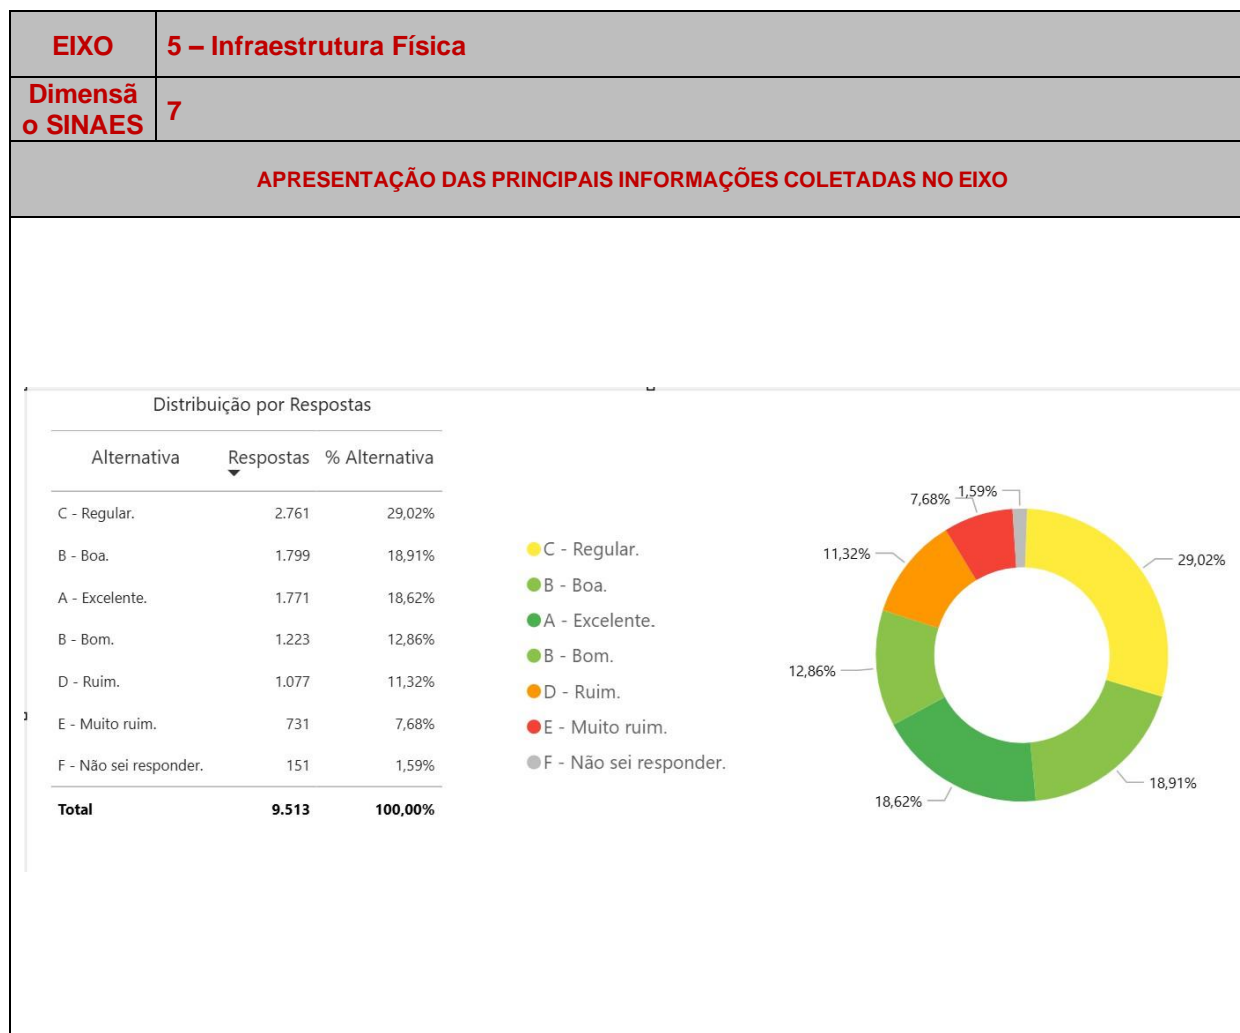 EIXO 5 – Infraestrutura Física
Dimensã
o SINAES 7
APRESENTAÇÃO DAS PRINCIPAIS INFORMAÇÕES COLETADAS NO EIXO
Distribuição por Respostas
Alternativa Respostas % Alternativa
C - Regular. 2.761 29,02%
B - Boa. 1.799 18,91%
A - Excelente. 1.771 18,62%
B - Bom. 1.223 12,86%
D - Ruim. 1.077 11,32%
E - Muito ruim. 731 7,68%
F - Não sei responder. 151 1,59%
Total 9.513 100,00%
C - Regular.
B - Boa.
A - Excelente.
B - Bom.
D - Ruim.
E - Muito ruim.
F - Não sei responder.
1,59%
7,68%
11,32%
29,02%
12,86%
18,91%
18,62%